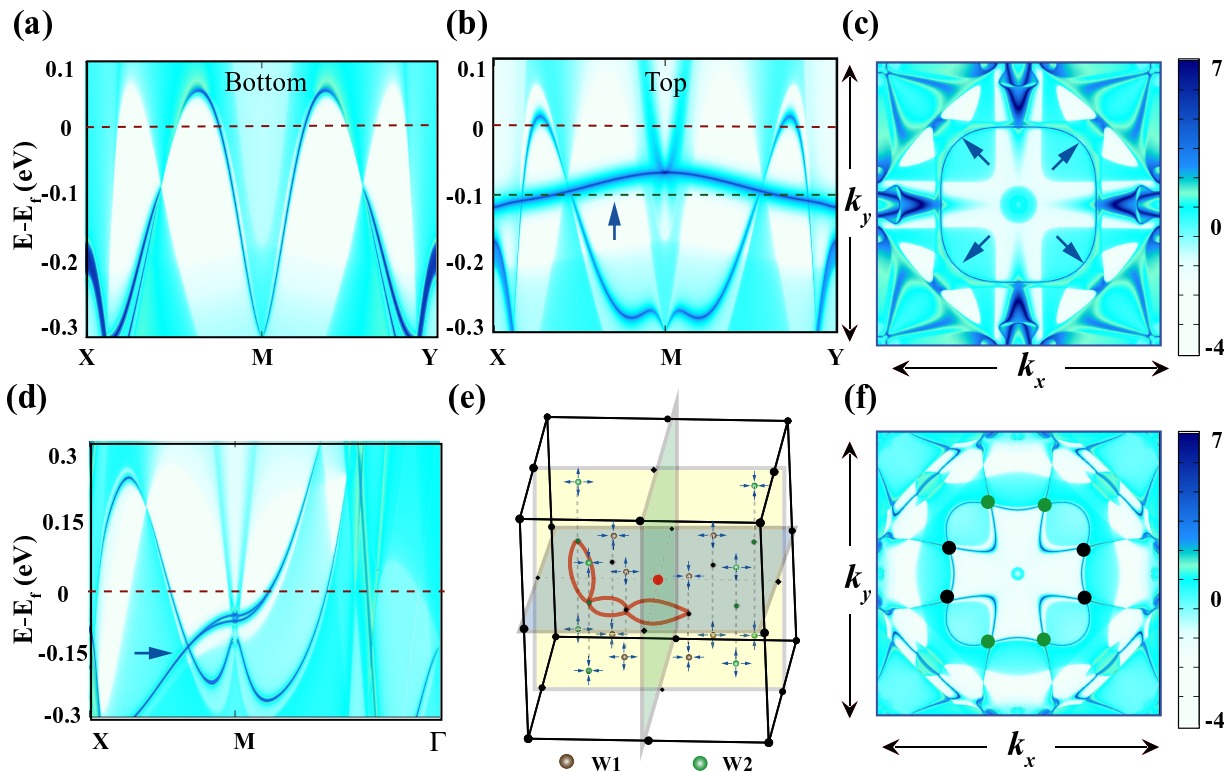 (a)
Bottom
0.1
0
-0.1
-0.2
-0.3
E-E_f (eV)
X M Y
(b)
Top
0.1
0
-0.1
-0.2
-0.3
X M Y
(c)
k_y
k_x
7
0
-4
(d)
0.3
0.15
0
-0.15
-0.3
E-E_f (eV)
X M Γ
(e)
W1 W2
(f)
k_y
k_x
7
0
-4